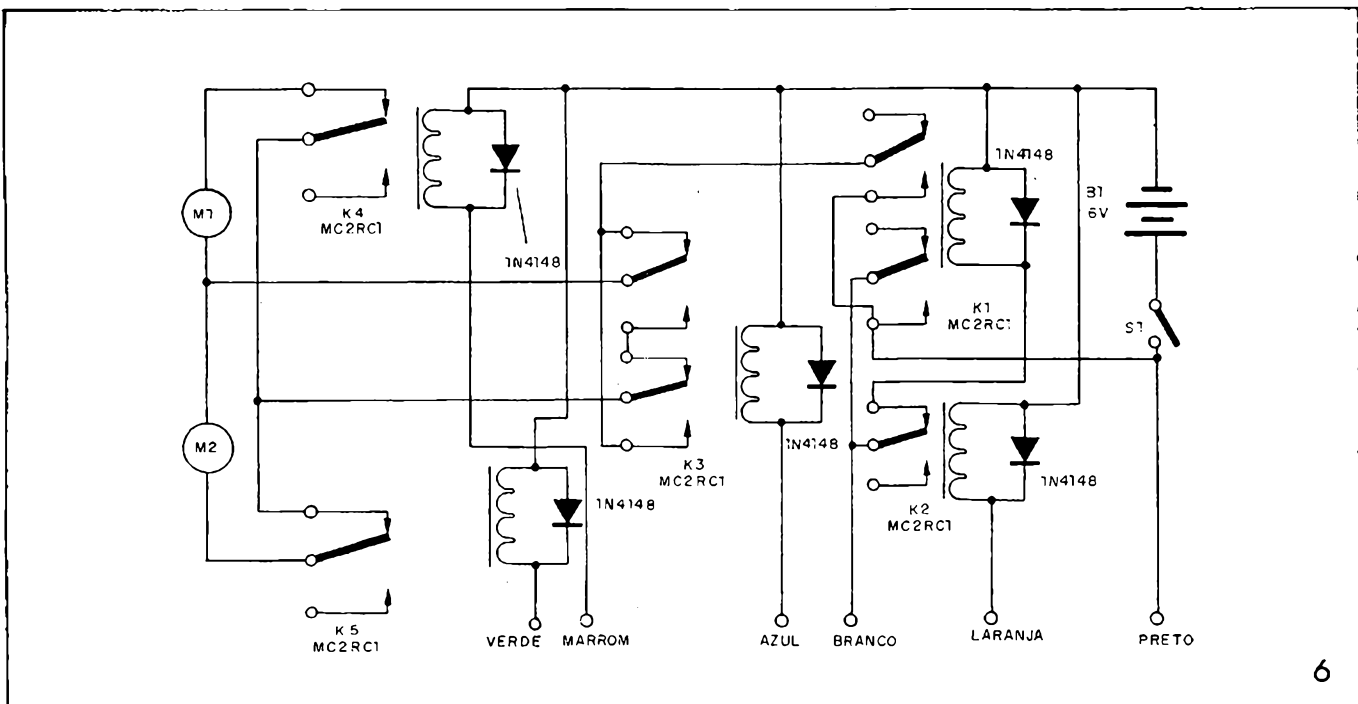 M1
K4
MC2RC1
1N4148
M2
K5
MC2RC1
1N4148
VERDE
MARROM
K3
MC2RC1
1N4148
AZUL
BRANCO
1N4148
K1
MC2RC1
K2
MC2RC1
1N4148
LARANJA
B1
6V
S1
PRETO
6